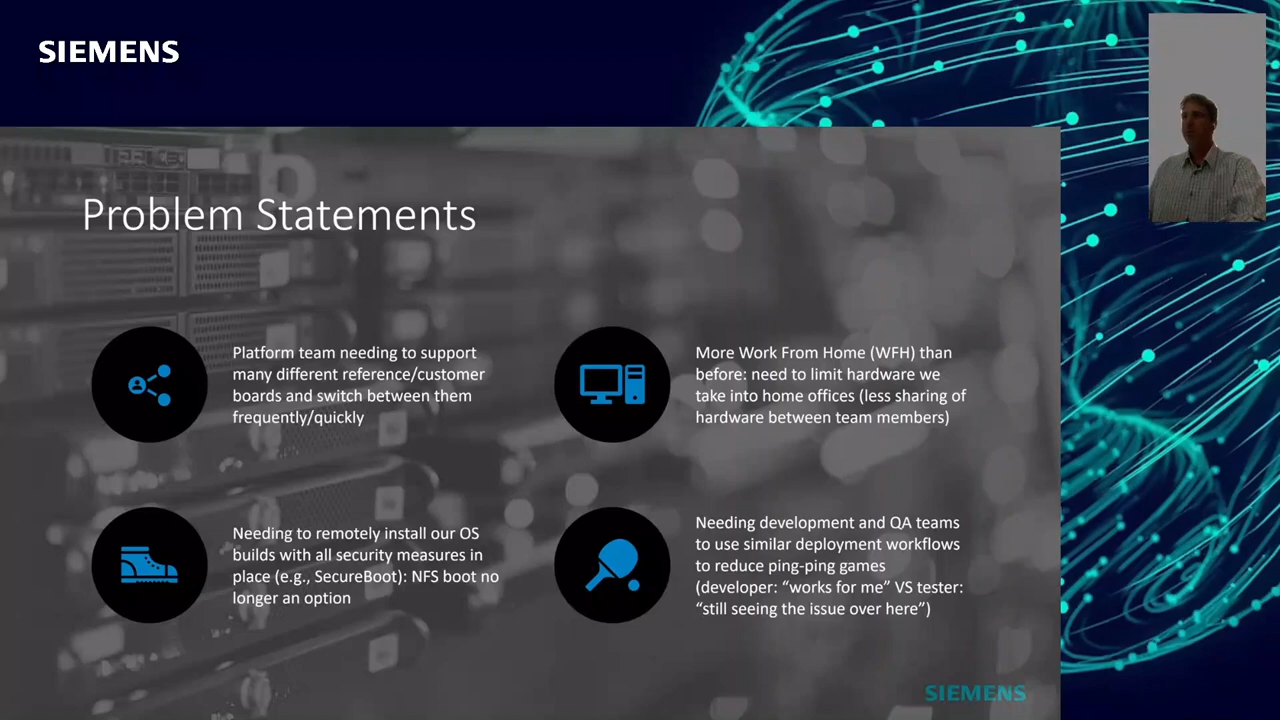 SIEMENS
Problem Statements
Platform team needing to support
many different reference/customer
boards and switch between them
frequently/quickly
More Work From Home (WFH) than
before: need to limit hardware we
take into home offices (less sharing of
hardware between team members)
Needing to remotely install our OS
builds with all security measures in
place (e.g., SecureBoot): NFS boot no
longer an option
Needing development and QA teams
to use similar deployment workflows
to reduce ping-ping games
(developer: “works for me” VS tester:
“still seeing the issue over here”)
SIEMENS